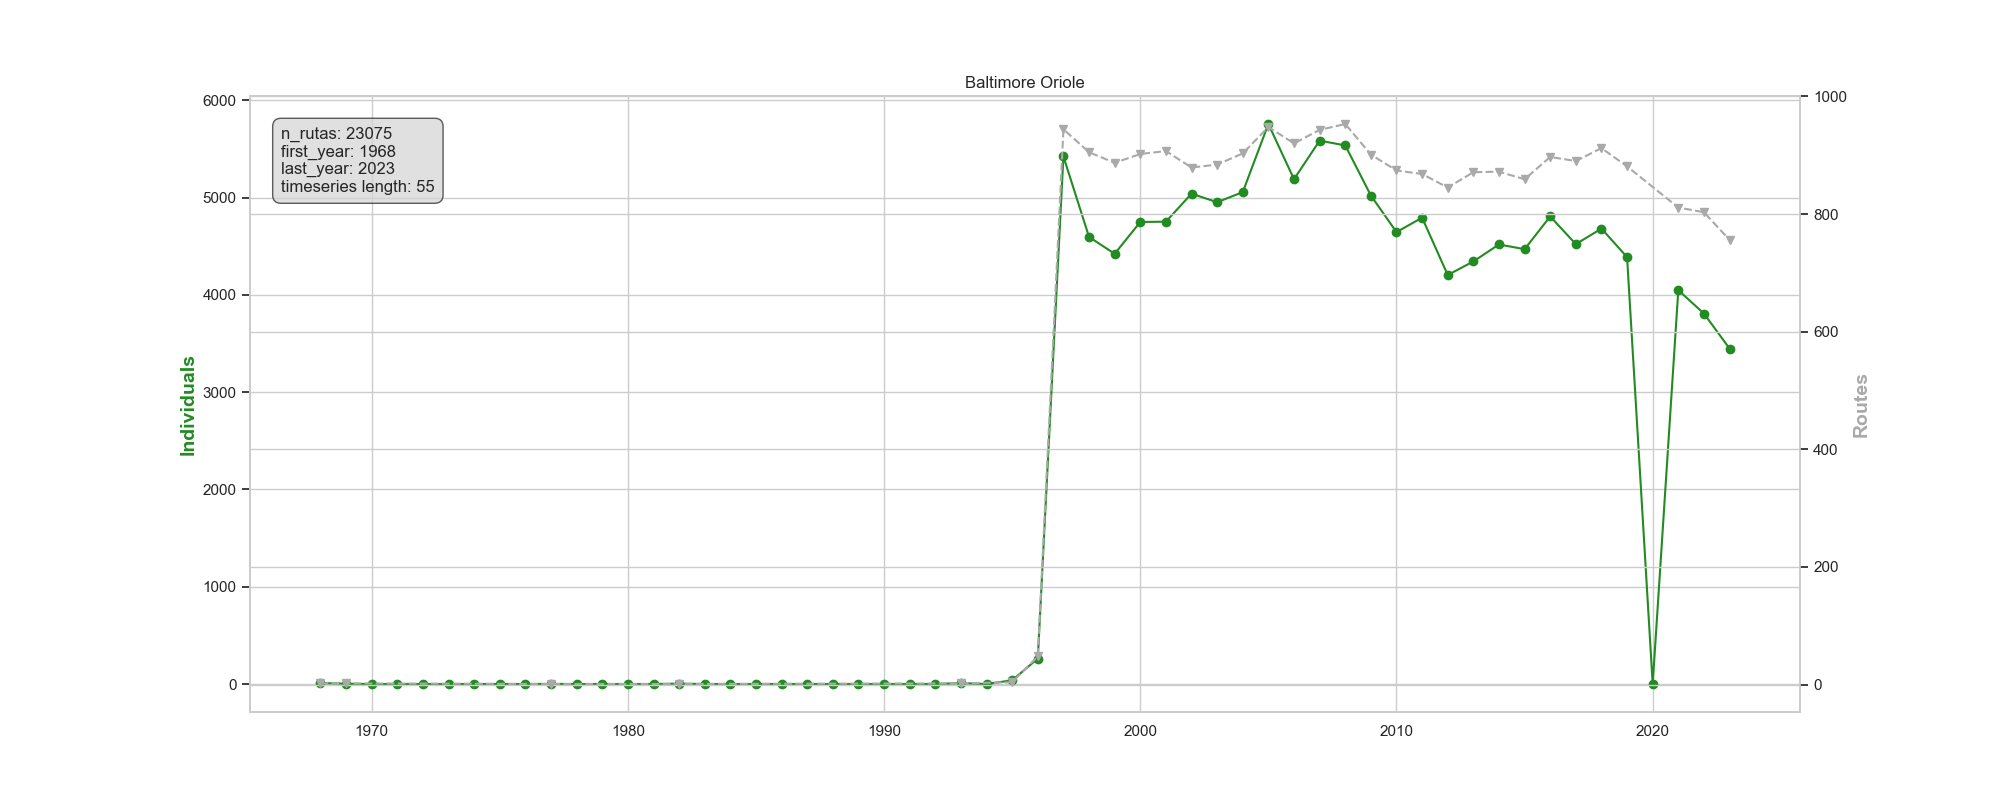 Baltimore Oriole
n_rutas: 23075
first_year: 1968
last_year: 2023
timeseries length: 55
6000
5000
4000
3000
2000
1000
0
Individuals
1000
800
600
400
200
0
Routes
1970
1980
1990
2000
2010
2020